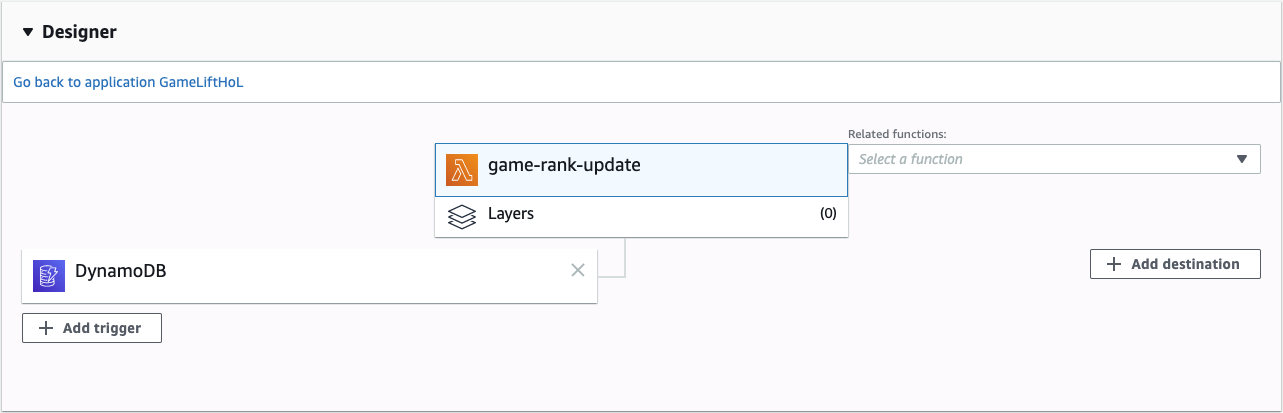 Designer
Go back to application GameLiftHoL
Related functions:
game-rank-update
Select a function
Layers
(0)
DynamoDB
Add destination
Add trigger